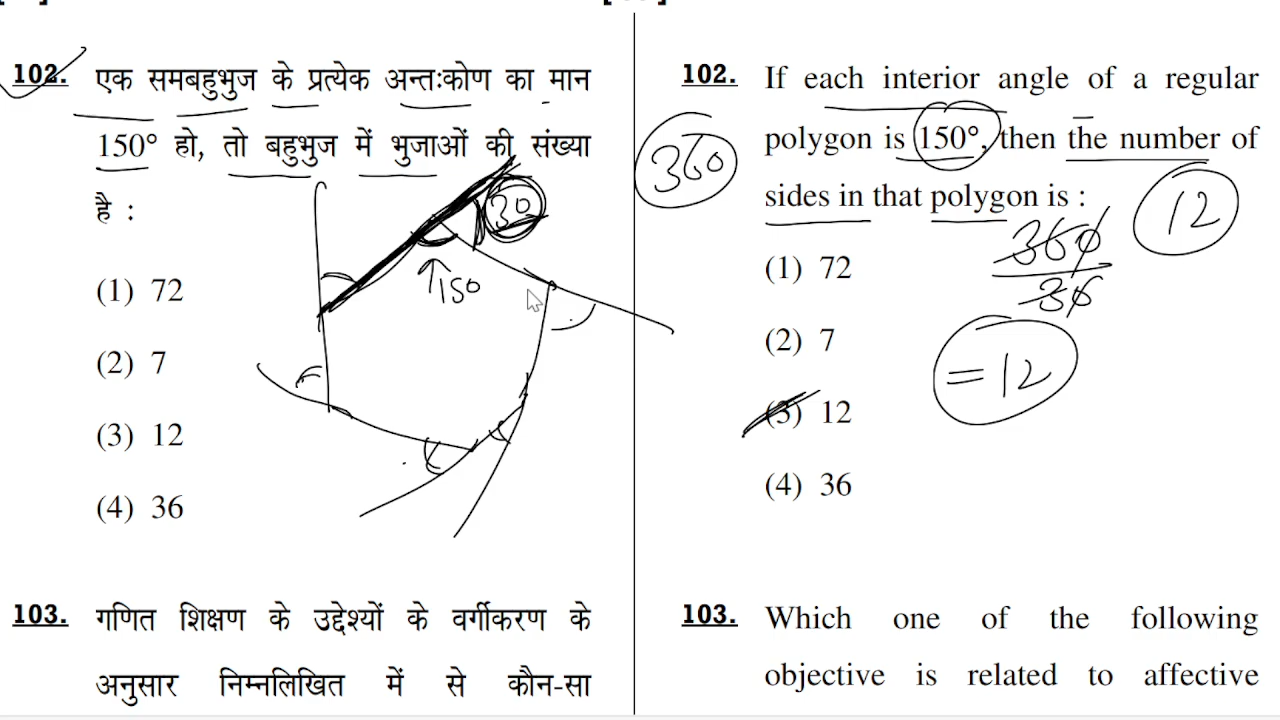 102. एक समबहुभुज के प्रत्येक अन्तःकोण का मान
150° हो, तो बहुभुज में भुजाओं की संख्या
है :
(1) 72
(2) 7
(3) 12
(4) 36
30
150
103. गणित शिक्षण के उद्देश्यों के वर्गीकरण के
अनुसार निम्नलिखित में से कौन-सा
102. If each interior angle of a regular
polygon is 150°, then the number of
sides in that polygon is :
(1) 72
(2) 7
(3) 12
(4) 36
360
12
360
30
= 12
103. Which one of the following
objective is related to affective